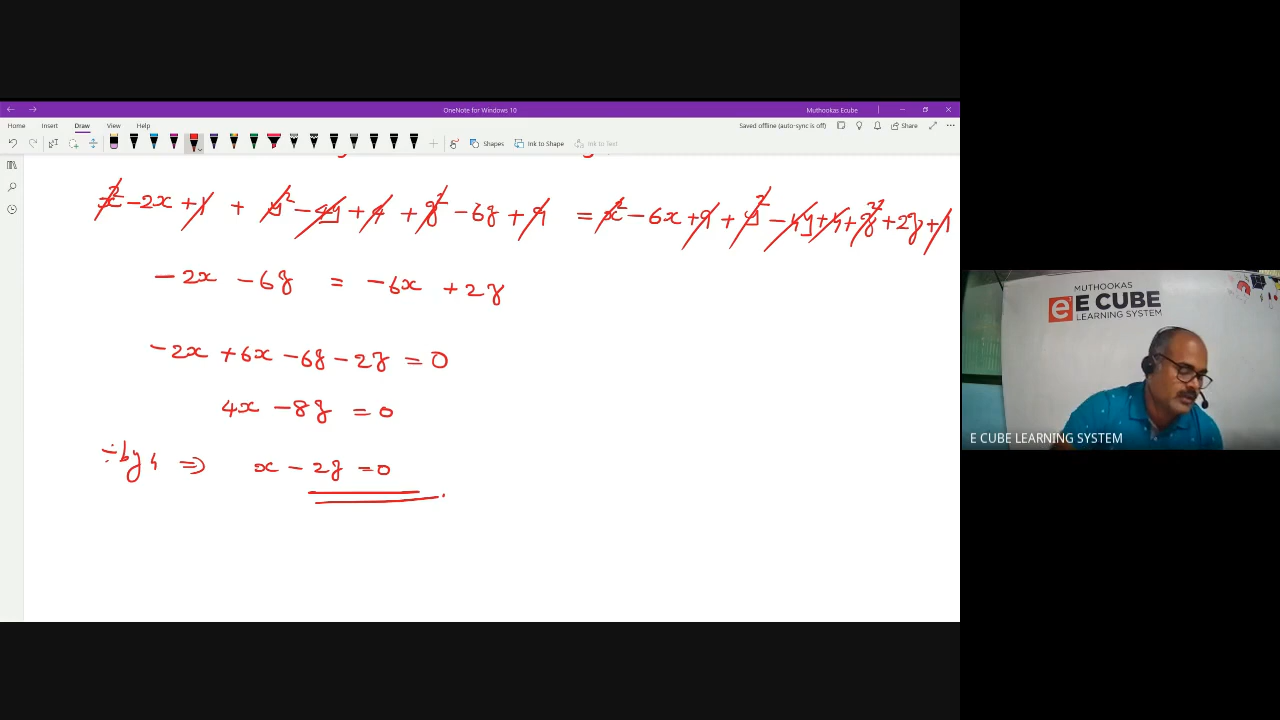 OneNote for Windows 10
Muthookas Ecube
Home Insert Draw View Help
Saved offline (auto-sync is off) Share
Shapes Ink to Shape Ink to Text
x² - 2x + 1 + y² - 4y + 4 + z² - 6z + 9 = x² - 6x + 9 + y² - 4y + 4 + z² + 2z + 1
- 2x - 6z = - 6x + 2z
- 2x + 6x - 6z - 2z = 0
4x - 8z = 0
÷ by 4 ⇒ x - 2z = 0
MUTHOOKAS
e³ E CUBE
LEARNING SYSTEM
E CUBE LEARNING SYSTEM